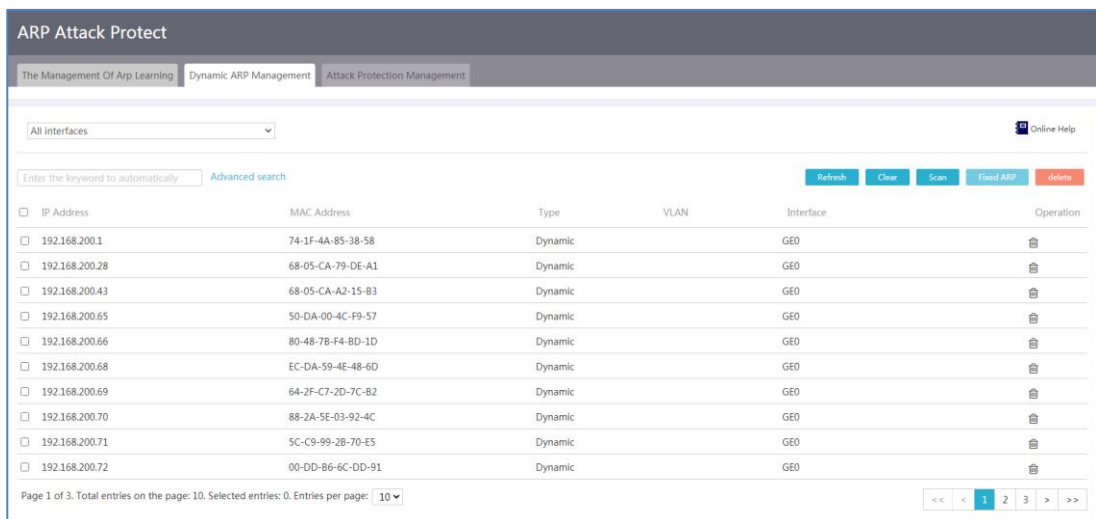 ARP Attack Protect
The Management Of Arp Learning Dynamic ARP Management Attack Protection Management
All interfaces Online Help
Enter the keyword to automatically Advanced search Refresh Clear Scan Fixed ARP delete
IP Address MAC Address Type VLAN Interface Operation
192.168.200.1 74-1F-4A-85-38-58 Dynamic GE0
192.168.200.28 68-05-CA-79-DE-A1 Dynamic GE0
192.168.200.43 68-05-CA-A2-15-B3 Dynamic GE0
192.168.200.65 50-DA-00-4C-F9-57 Dynamic GE0
192.168.200.66 80-48-7B-F4-BD-1D Dynamic GE0
192.168.200.68 EC-DA-59-4E-48-6D Dynamic GE0
192.168.200.69 64-2F-C7-2D-7C-B2 Dynamic GE0
192.168.200.70 88-2A-5E-03-92-4C Dynamic GE0
192.168.200.71 5C-C9-99-2B-70-E5 Dynamic GE0
192.168.200.72 00-DD-B6-6C-DD-91 Dynamic GE0
Page 1 of 3. Total entries on the page: 10. Selected entries: 0. Entries per page: 10 << < 1 2 3 > >>